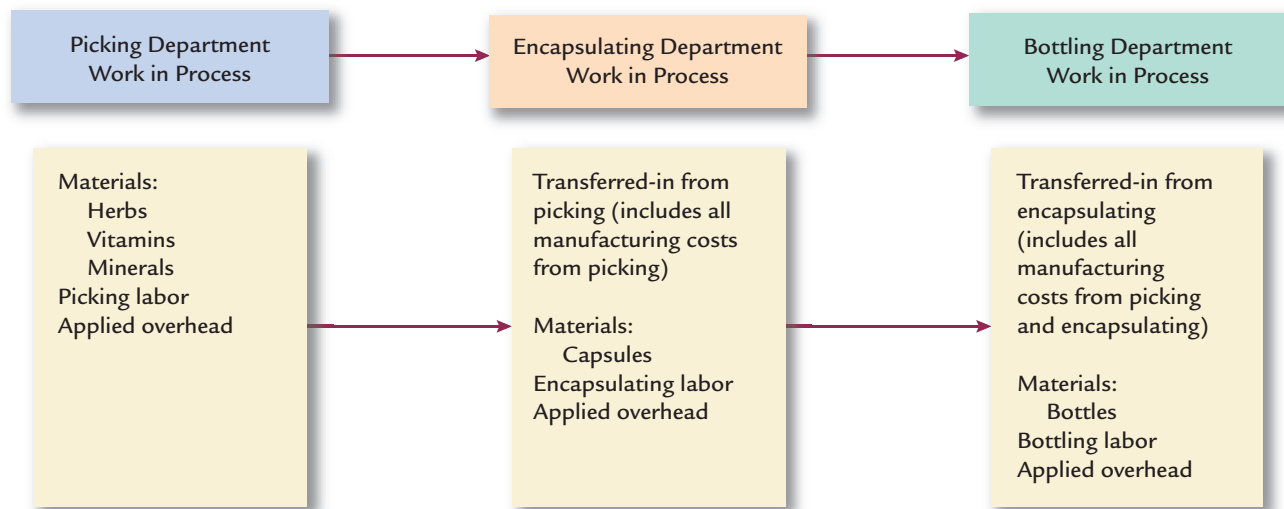 Picking Department
Work in Process
Encapsulating Department
Work in Process
Bottling Department
Work in Process
Materials:
Herbs
Vitamins
Minerals
Picking labor
Applied overhead
Transferred-in from
picking (includes all
manufacturing costs
from picking)
Materials:
Capsules
Encapsulating labor
Applied overhead
Transferred-in from
encapsulating
(includes all
manufacturing
costs from picking
and encapsulating)
Materials:
Bottles
Bottling labor
Applied overhead